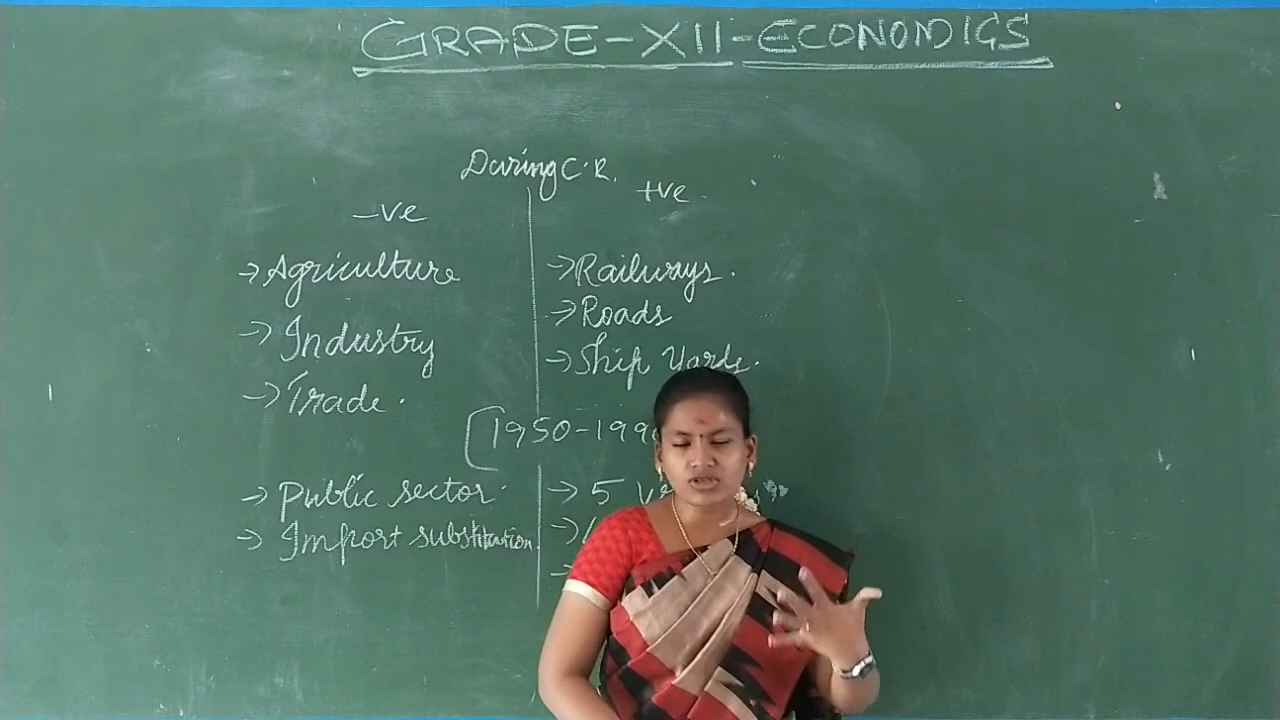 GRADE-XII-ECONOMICS
During C.R.
-ve
+ve
→ Agriculture
→ Railways.
→ Roads
→ Industry
→ Ship Yards.
→ Trade.
[1950-199
→ Public sector.
→ 5
→ Import substitution.